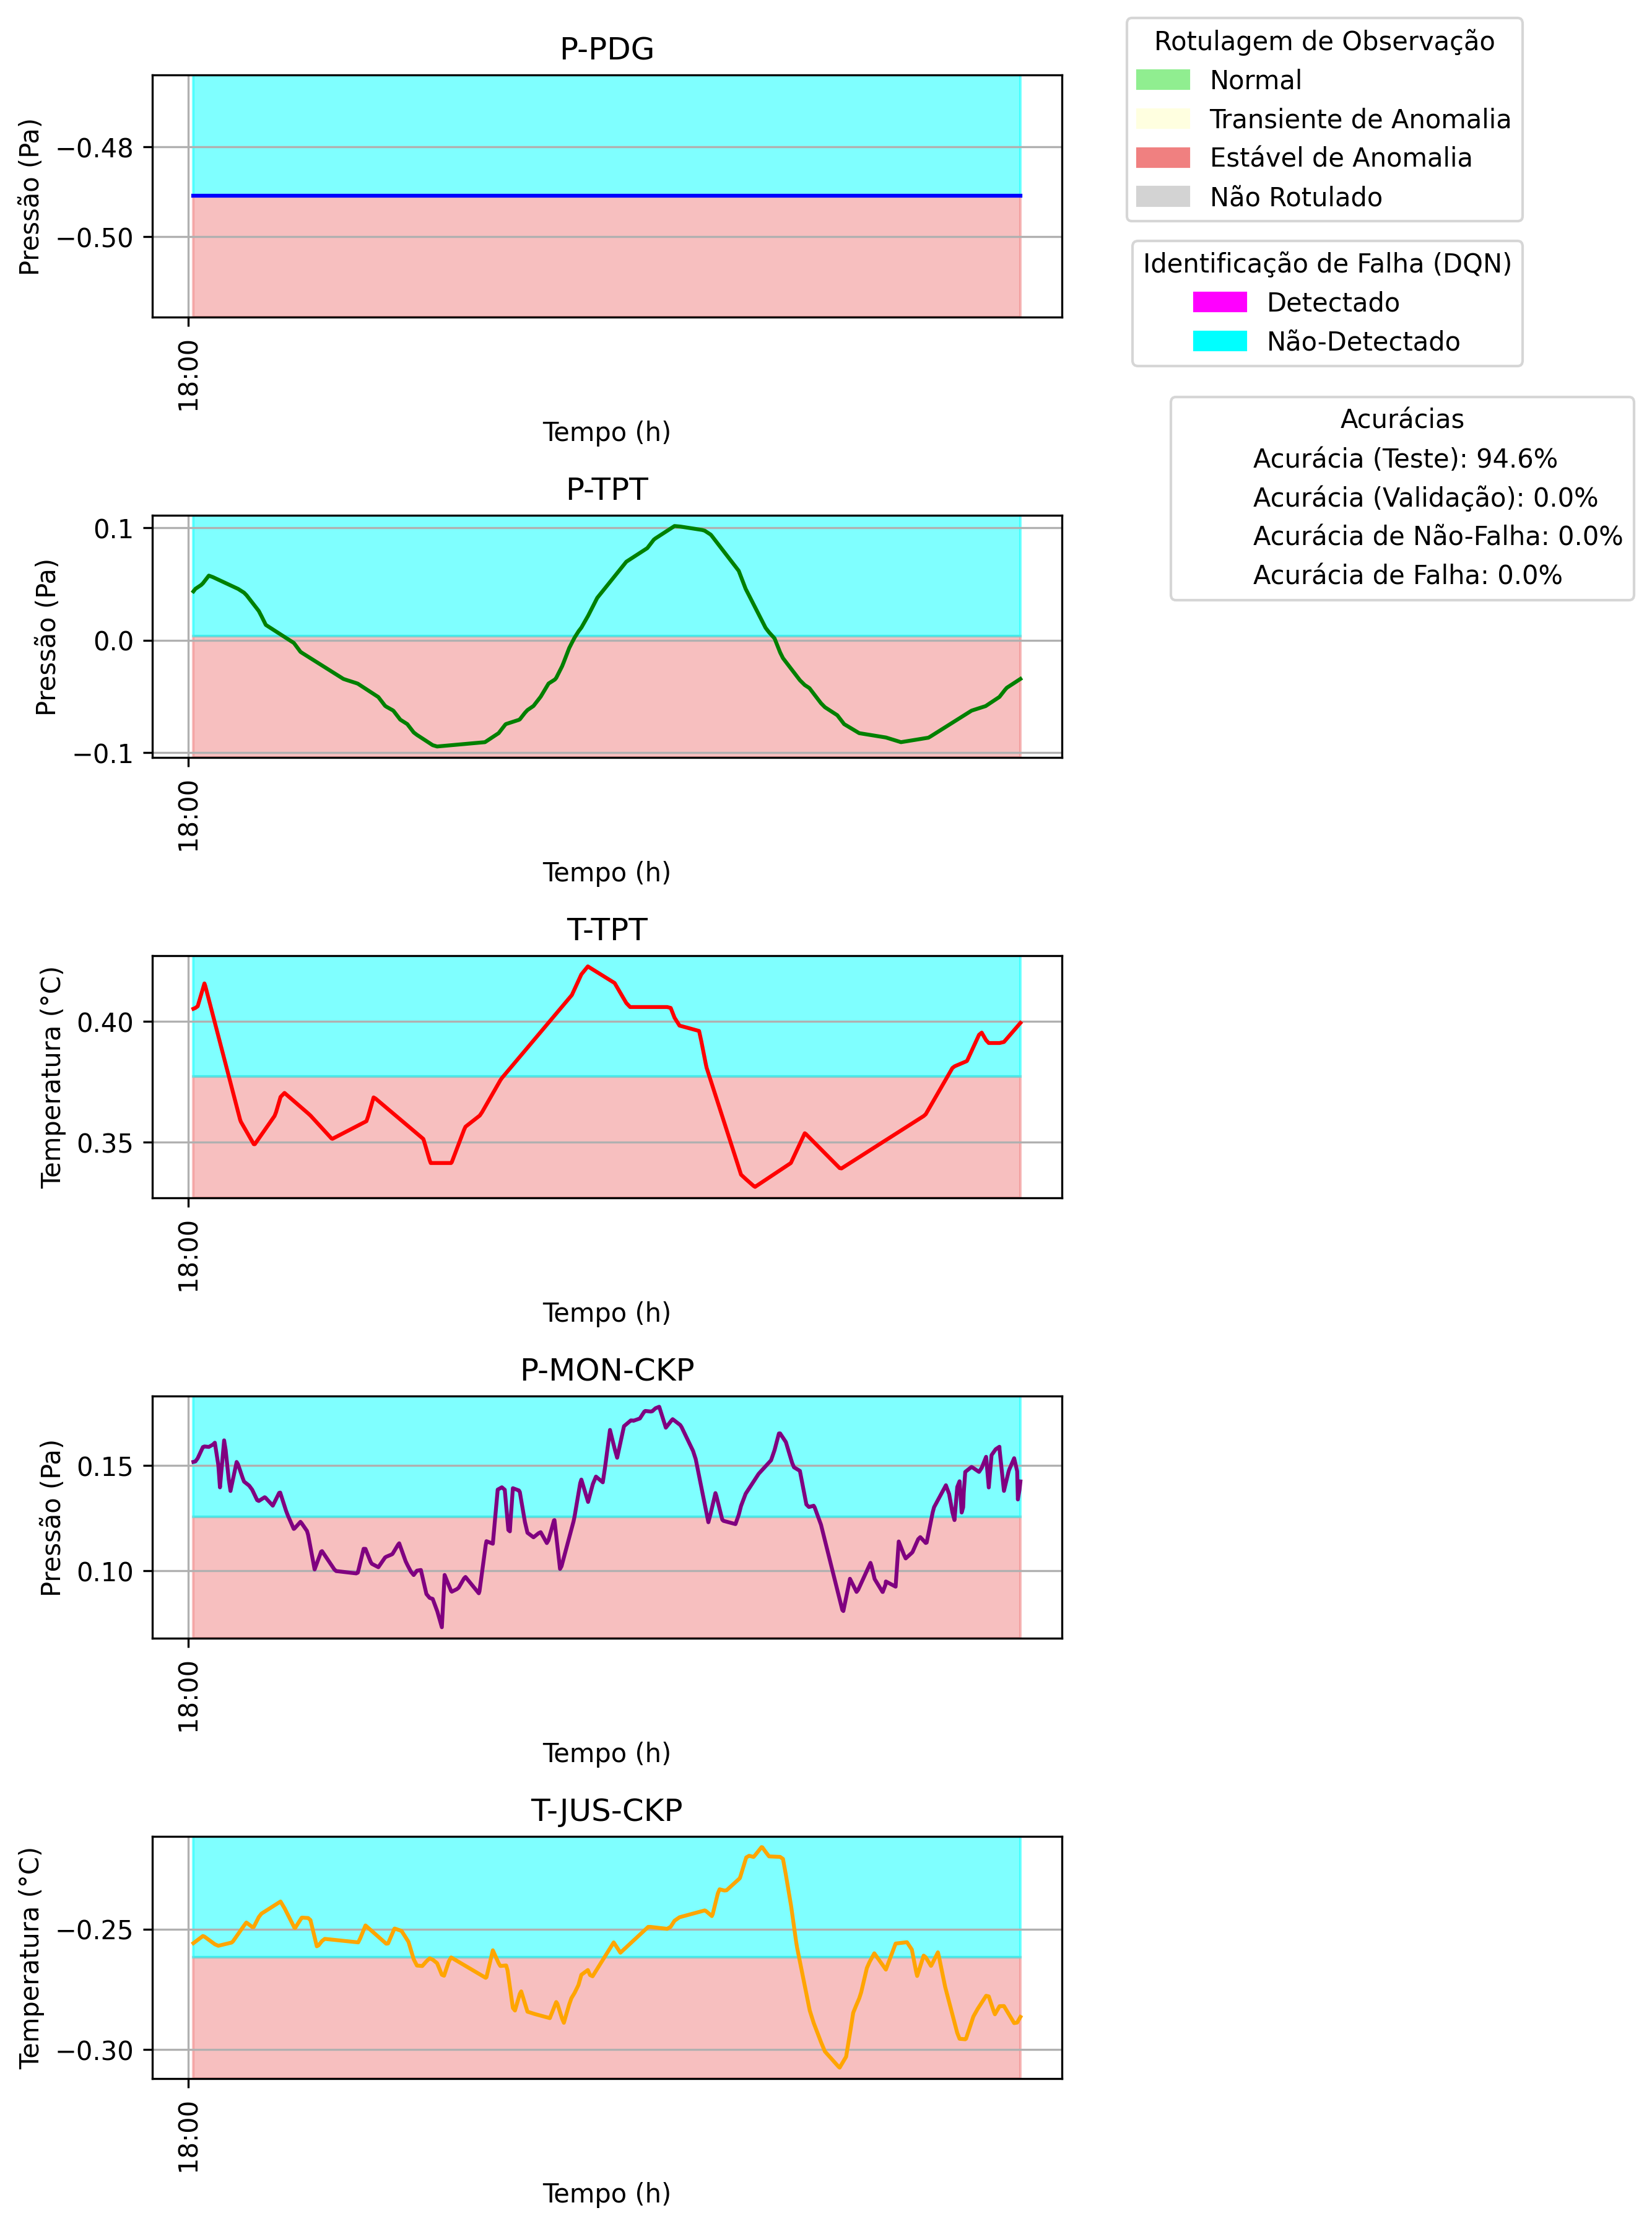 P-PDG
Pressão (Pa)
−0.48
−0.50
18:00
Tempo (h)
Rotulagem de Observação
Normal
Transiente de Anomalia
Estável de Anomalia
Não Rotulado
Identificação de Falha (DQN)
Detectado
Não-Detectado
Acurácias
Acurácia (Teste): 94.6%
Acurácia (Validação): 0.0%
Acurácia de Não-Falha: 0.0%
Acurácia de Falha: 0.0%
P-TPT
Pressão (Pa)
0.1
0.0
−0.1
18:00
Tempo (h)
T-TPT
Temperatura (°C)
0.40
0.35
18:00
Tempo (h)
P-MON-CKP
Pressão (Pa)
0.15
0.10
18:00
Tempo (h)
T-JUS-CKP
Temperatura (°C)
−0.25
−0.30
18:00
Tempo (h)